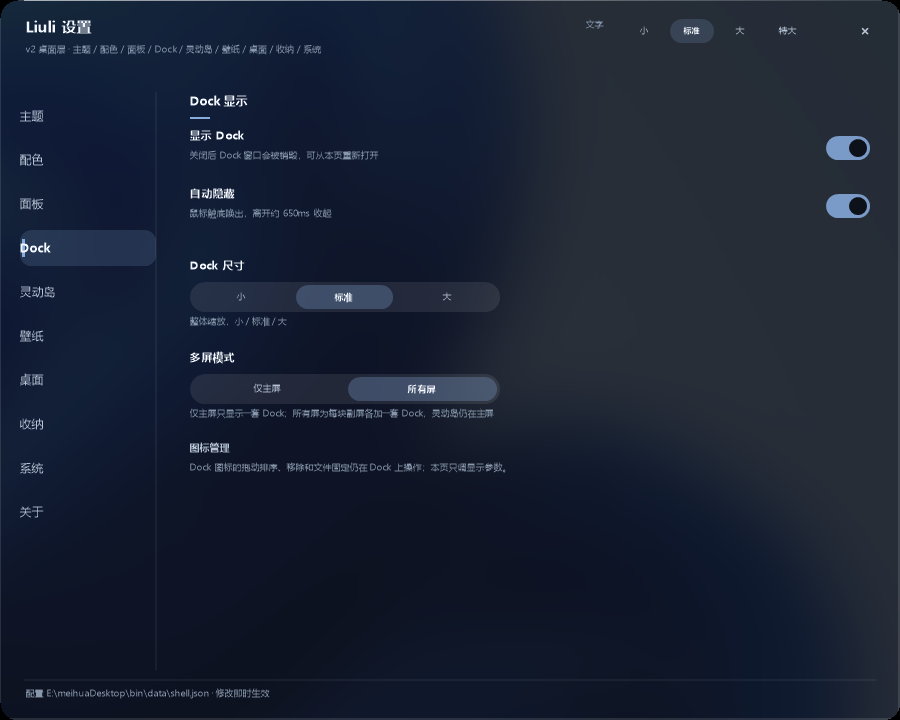 Liuli 设置
v2 桌面层 · 主题 / 配色 / 面板 / Dock / 灵动岛 / 壁纸 / 桌面 / 收纳 / 系统
文字
小
标准
大
特大
×
主题
配色
面板
Dock
灵动岛
壁纸
桌面
收纳
系统
关于
Dock 显示
显示 Dock
关闭后 Dock 窗口会被销毁，可从本页重新打开
自动隐藏
鼠标触底唤出，离开约 650ms 收起
Dock 尺寸
小
标准
大
整体缩放，小 / 标准 / 大
多屏模式
仅主屏
所有屏
仅主屏只显示一套 Dock；所有屏为每块副屏各加一套 Dock，灵动岛仍在主屏
图标管理
Dock 图标的拖动排序、移除和文件固定仍在 Dock 上操作；本页只调显示参数。
配置 E:\meihuaDesktop\bin\data\shell.json · 修改即时生效